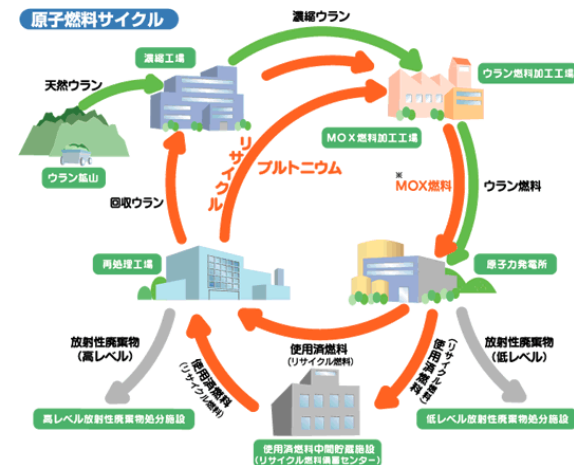 原子燃料サイクル
濃縮ウラン
濃縮工場
ウラン燃料加工工場
天然ウラン
MOX燃料加工工場
リサイクル
プルトニウム
ウラン鉱山
※
MOX燃料
ウラン燃料
回収ウラン
再処理工場
原子力発電所
放射性廃棄物
(高レベル)
使用済燃料
(リサイクル燃料)
使用済燃料
(リサイクル燃料)
使用済燃料
(リサイクル燃料)
放射性廃棄物
(低レベル)
高レベル放射性廃棄物処分施設
低レベル放射性廃棄物処分施設
使用済燃料中間貯蔵施設
(リサイクル燃料備蓄センター)